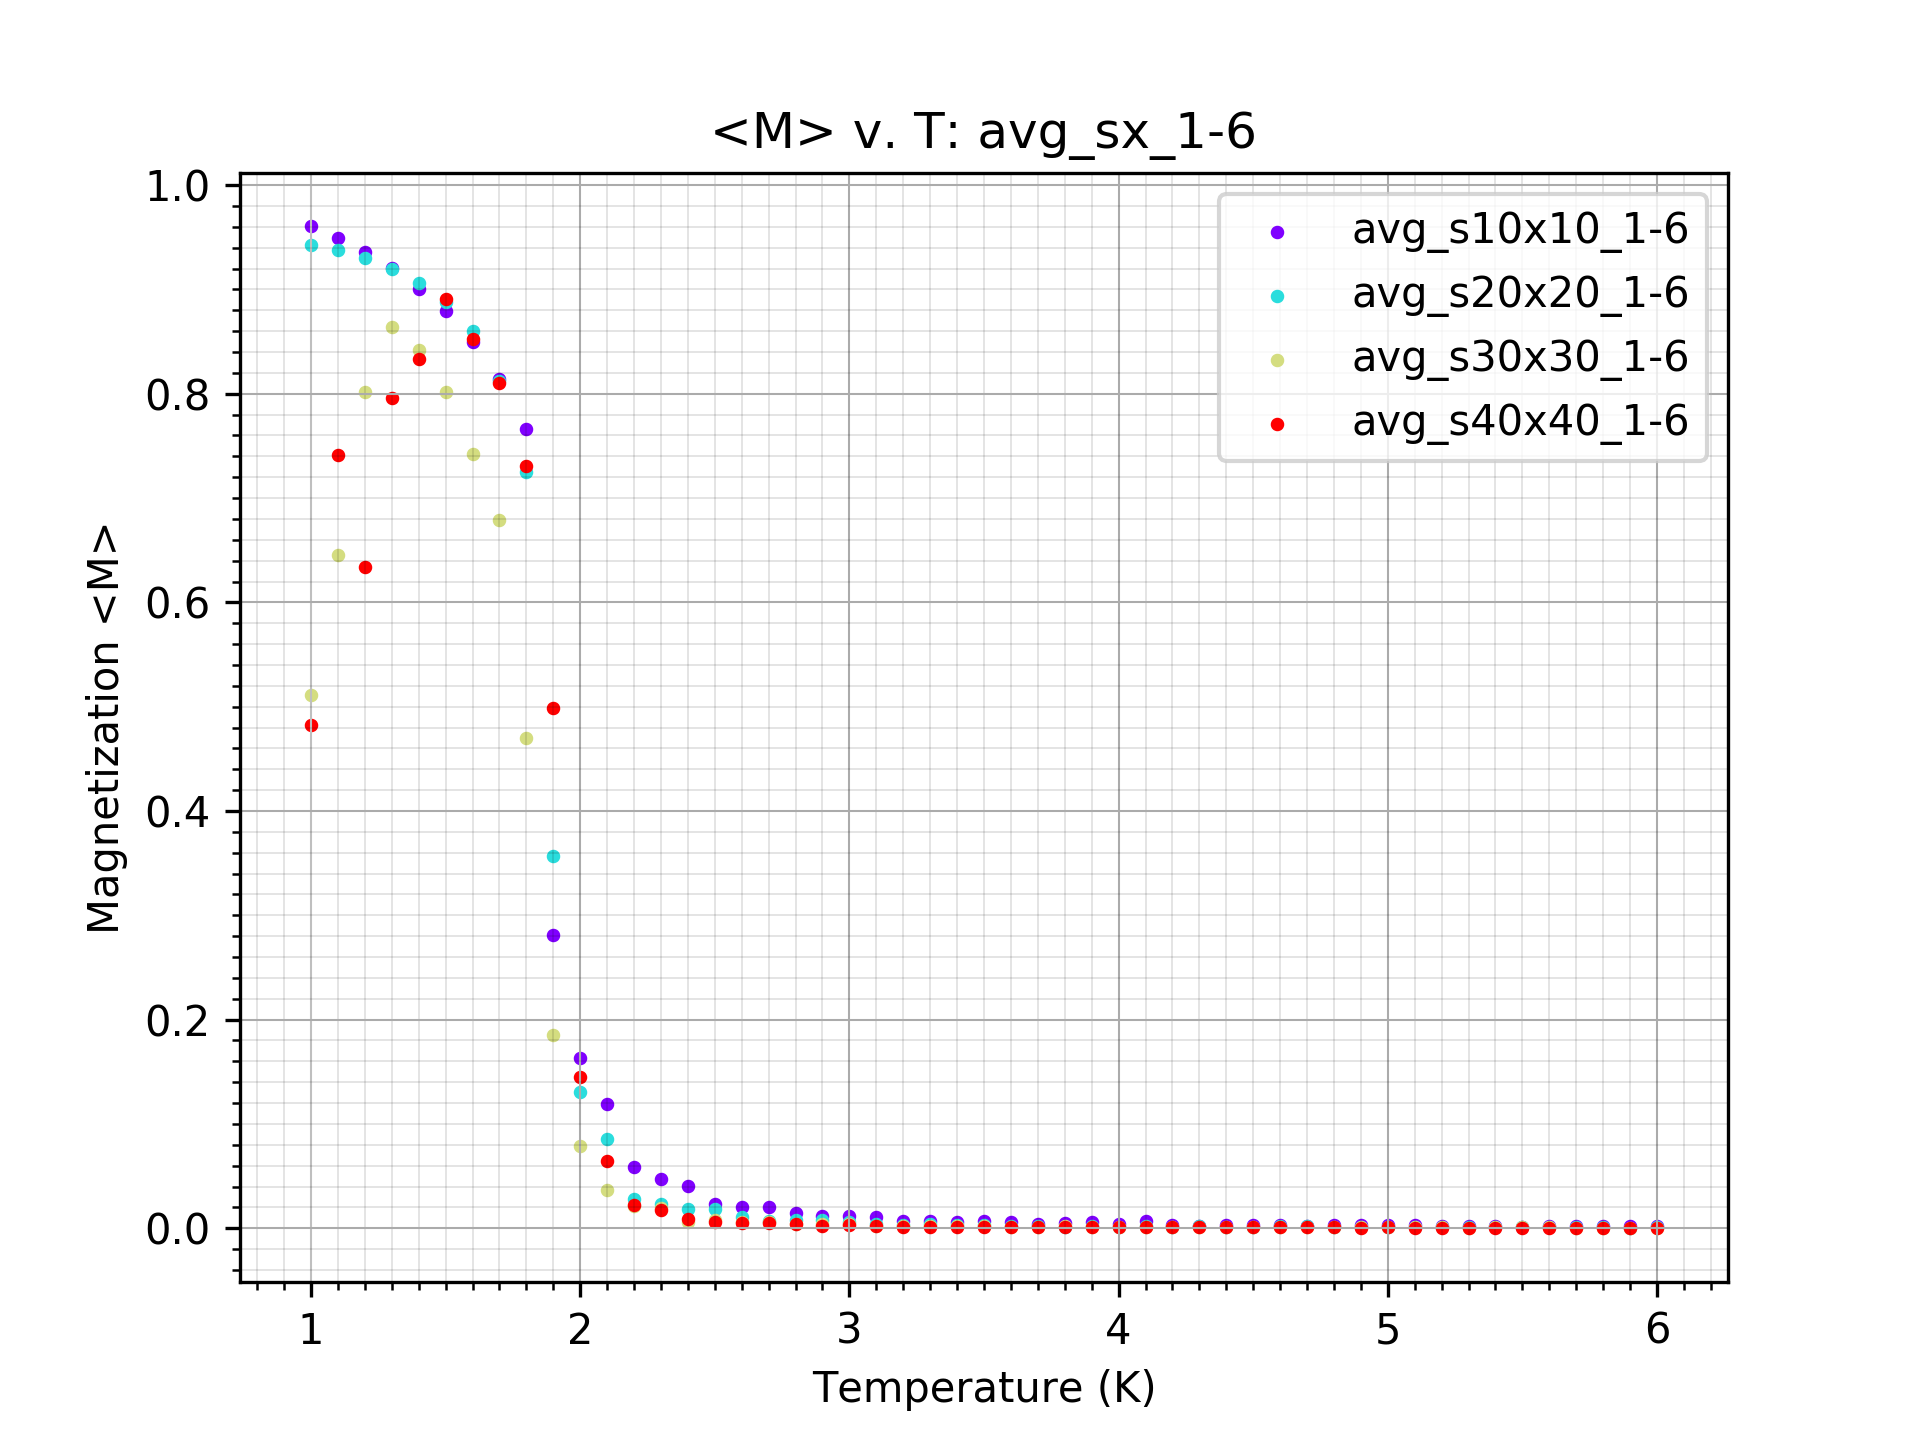 <M> v. T: avg_sx_1-6
1.0
0.8
0.6
0.4
0.2
0.0
Magnetization <M>
avg_s10x10_1-6
avg_s20x20_1-6
avg_s30x30_1-6
avg_s40x40_1-6
1 2 3 4 5 6
Temperature (K)